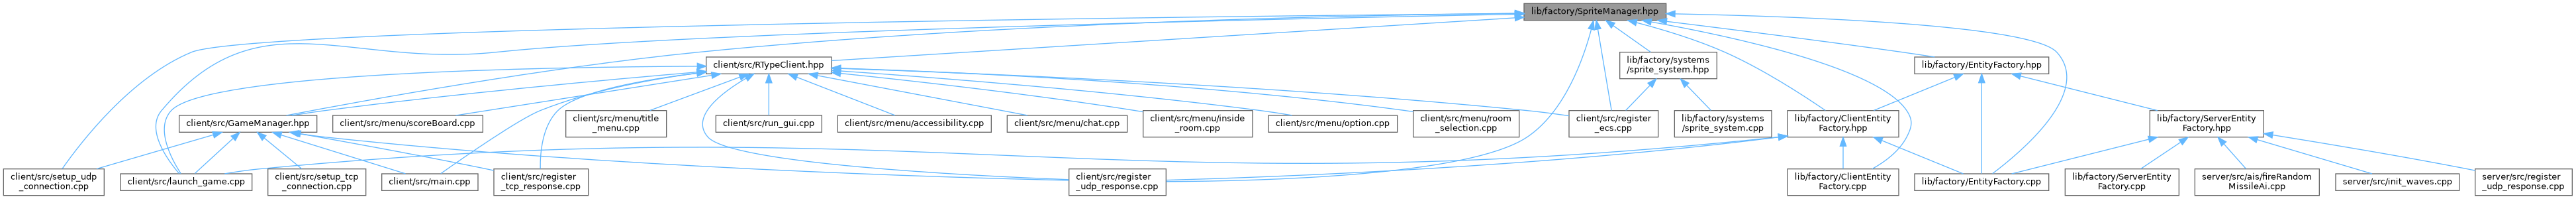 lib/factory/SpriteManager.hpp
client/src/RTypeClient.hpp
lib/factory/systems
/sprite_system.hpp
lib/factory/EntityFactory.hpp
client/src/GameManager.hpp
client/src/menu/scoreBoard.cpp
client/src/menu/title
_menu.cpp
client/src/run_gui.cpp
client/src/menu/accessibility.cpp
client/src/menu/chat.cpp
client/src/menu/inside
_room.cpp
client/src/menu/option.cpp
client/src/menu/room
_selection.cpp
client/src/register
_ecs.cpp
lib/factory/systems
/sprite_system.cpp
lib/factory/ClientEntity
Factory.hpp
lib/factory/ServerEntity
Factory.hpp
client/src/setup_udp
_connection.cpp
client/src/launch_game.cpp
client/src/setup_tcp
_connection.cpp
client/src/main.cpp
client/src/register
_tcp_response.cpp
client/src/register
_udp_response.cpp
lib/factory/ClientEntity
Factory.cpp
lib/factory/EntityFactory.cpp
lib/factory/ServerEntity
Factory.cpp
server/src/ais/fireRandom
MissileAi.cpp
server/src/init_waves.cpp
server/src/register
_udp_response.cpp